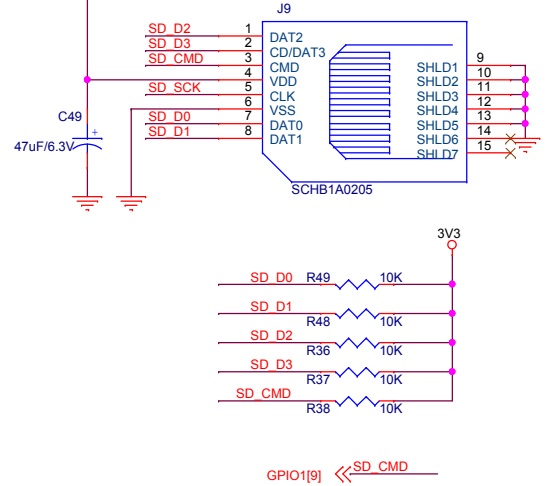 J9
SD_D2 1 DAT2
SD_D3 2 CD/DAT3
SD_CMD 3 CMD SHLD1 9
4 VDD SHLD2 10
SD_SCK 5 CLK SHLD3 11
6 VSS SHLD4 12
SD_D0 7 DAT0 SHLD5 13
SD_D1 8 DAT1 SHLD6 14
SHLD7 15
C49
+
47uF/6.3V
SCHB1A0205
3V3
SD_D0 R49 10K
SD_D1 R48 10K
SD_D2 R36 10K
SD_D3 R37 10K
SD_CMD R38 10K
GPIO1[9] SD_CMD